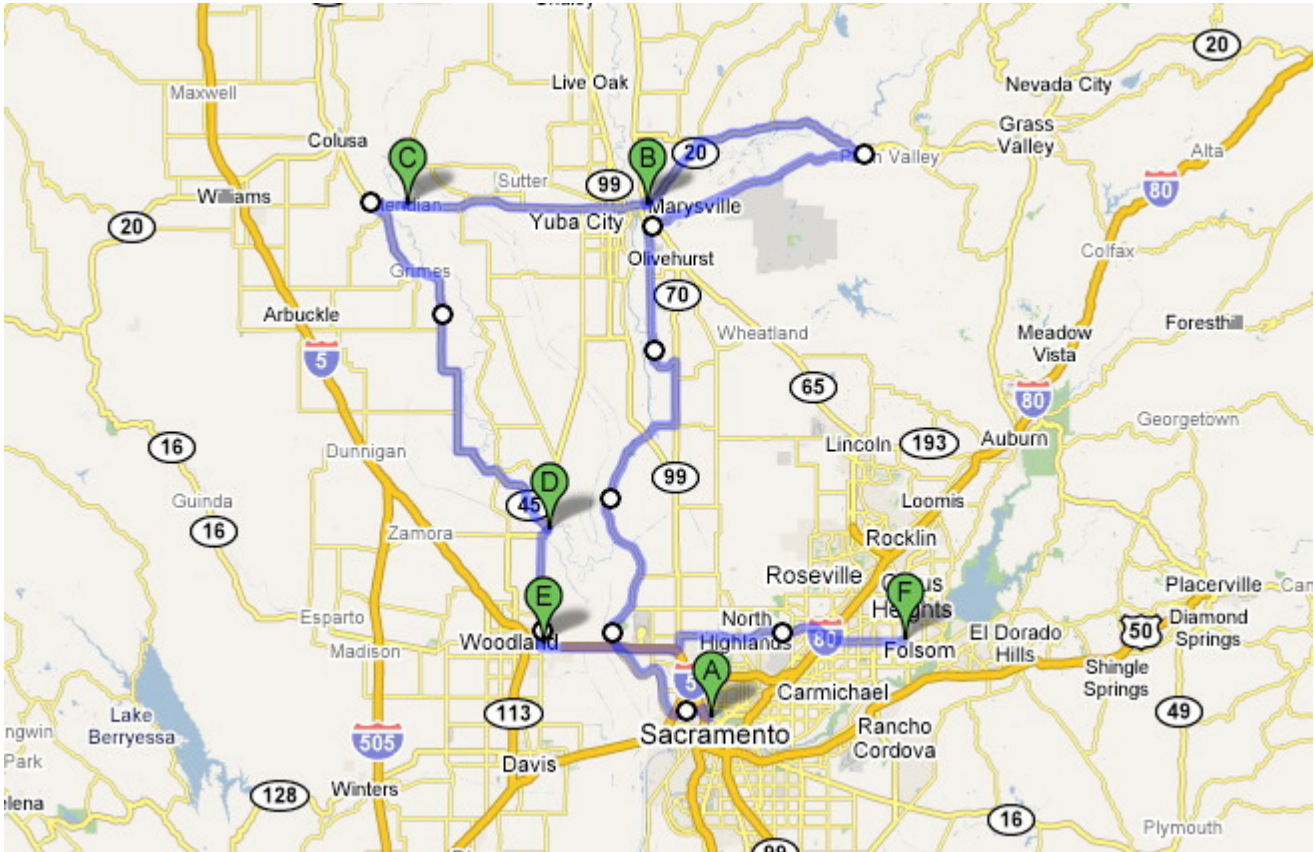 20
Nevada City
Live Oak
Maxwell
Grass
Valley
Colusa
Alta
C
B
20
Valley
80
Sutter
99
Williams
Marysville
Yuba City
20
Olivehurst
Colfax
Grimes
70
Arbuckle
Wheatland
Foresthill
Meadow
Vista
5
65
80
Georgetown
16
Lincoln
193
Auburn
Dunnigan
99
D
45
Guinda
Loomis
16
Zamora
Rocklin
Roseville
F
Placerville
E
Heights
Esparto
North
Highlands
Diamond
Springs
Woodland
80
Folsom
El Dorado
Hills
50
Madison
A
5
Shingle
Springs
Carmichael
Lake
Berryessa
113
49
Sacramento
Rancho
Cordova
505
Park
Davis
Winters
128
16
Plymouth
99